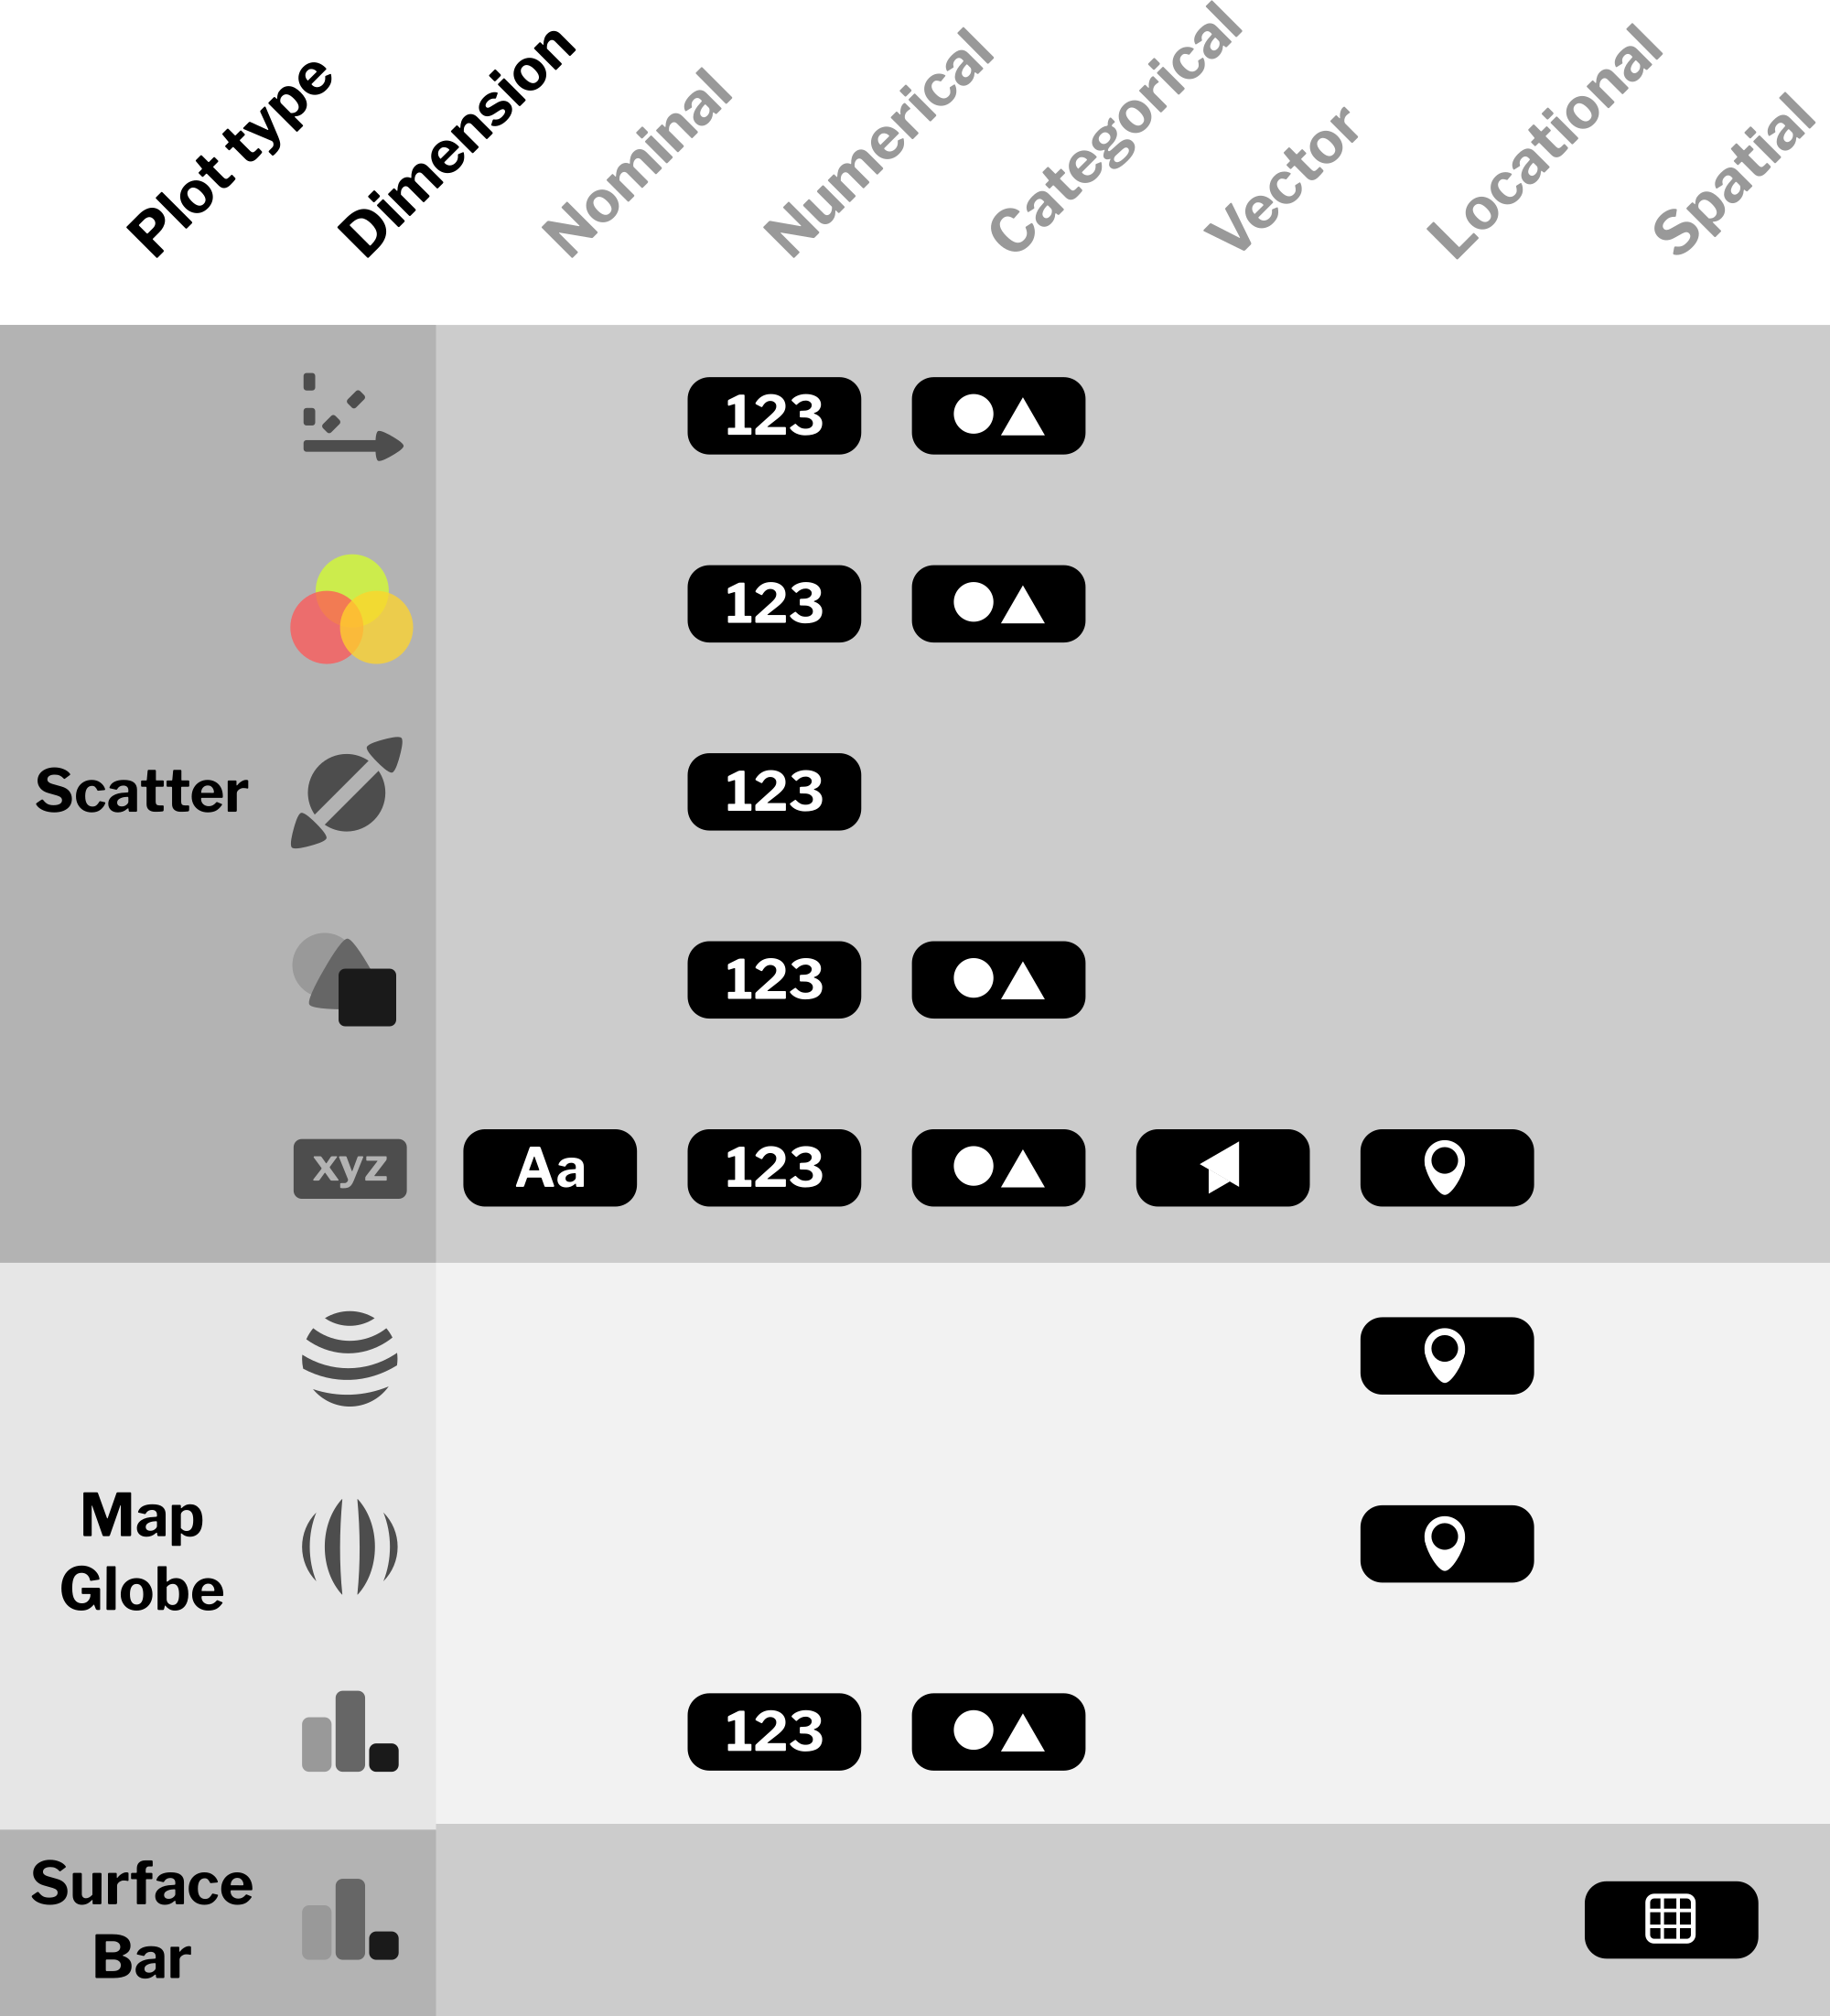 Plot type Dimension Nominal Numerical Categorical Vector Locational Spatial
123
123
Scatter 123
123
xyz Aa 123
Map
Globe
123
Surface
Bar